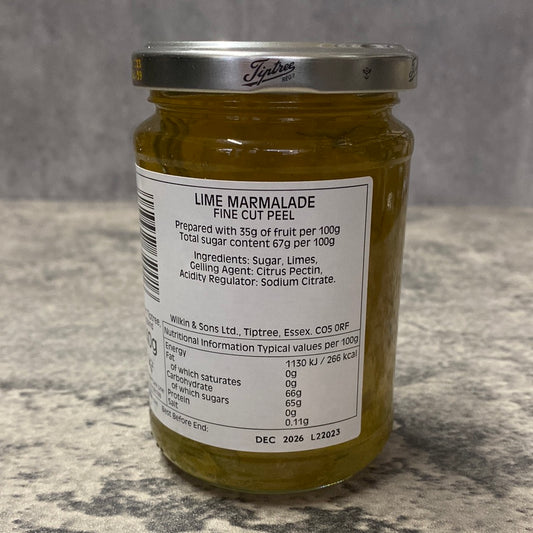 Tiptree
REGD
LIME MARMALADE
FINE CUT PEEL
Prepared with 35g of fruit per 100g
Total sugar content 67g per 100g
Ingredients: Sugar, Limes,
Gelling Agent: Citrus Pectin,
Acidity Regulator: Sodium Citrate.
Wilkin & Sons Ltd., Tiptree, Essex. CO5 0RF
Nutritional Information Typical values per 100g
Energy 1130 kJ / 266 kcal
Fat 0g
of which saturates 0g
Carbohydrate 66g
of which sugars 65g
Protein 0g
Salt 0.11g
Best Before End: DEC 2026 L22023